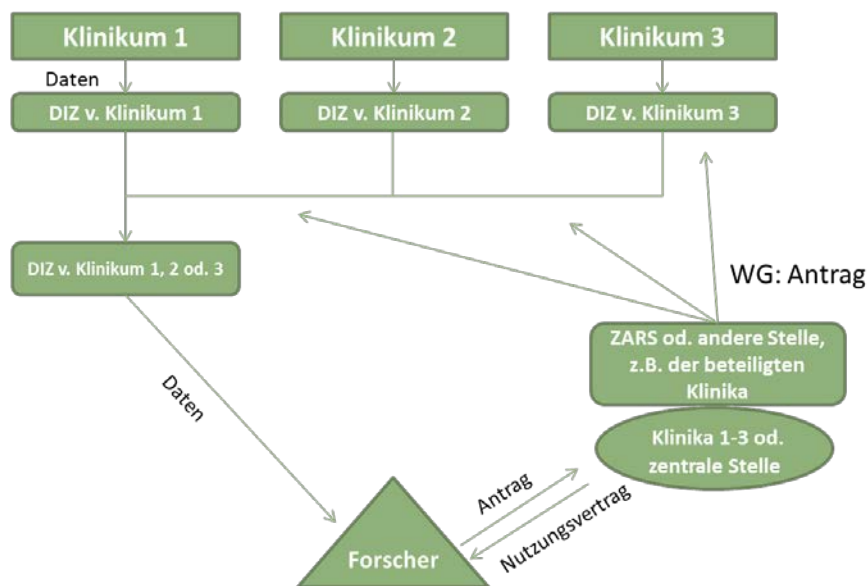 Klinikum 1
Klinikum 2
Klinikum 3
Daten
DIZ v. Klinikum 1
DIZ v. Klinikum 2
DIZ v. Klinikum 3
DIZ v. Klinikum 1, 2 od. 3
WG: Antrag
ZARS od. andere Stelle,
z.B. der beteiligten
Klinika
Daten
Klinika 1-3 od.
zentrale Stelle
Antrag
Nutzungsvertrag
Forscher